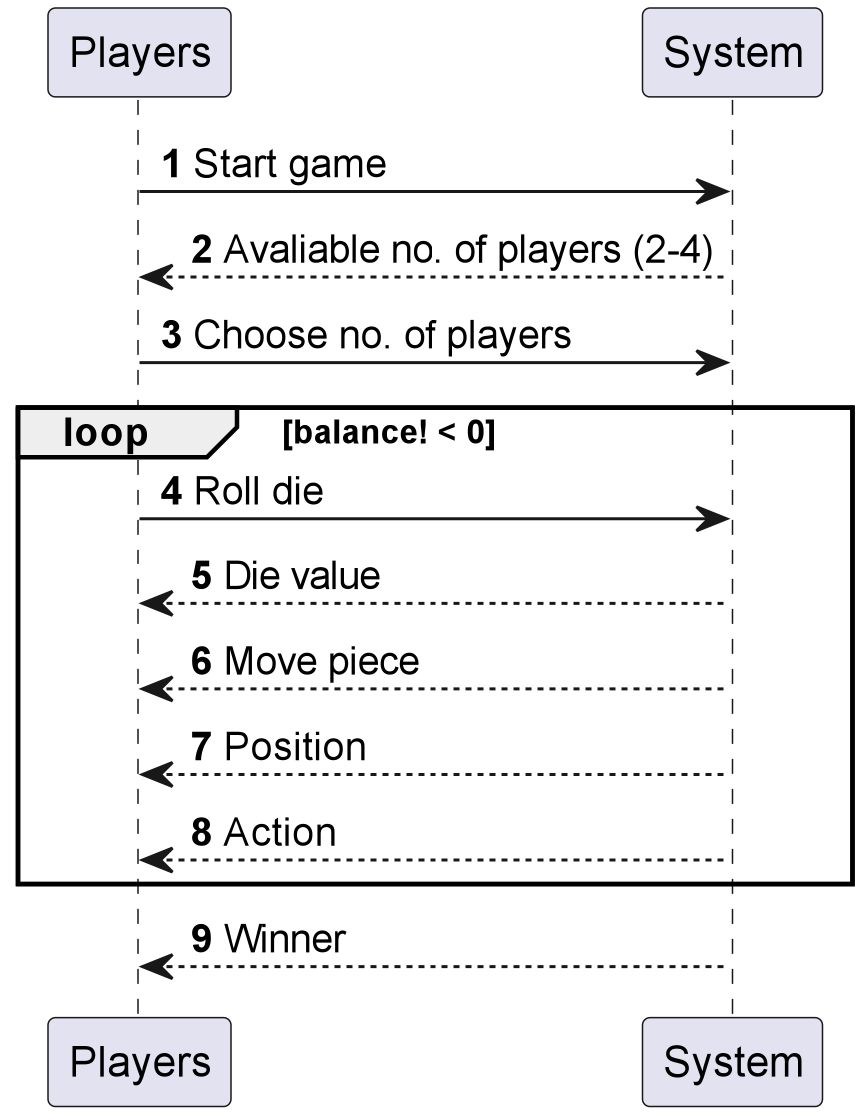 Players System
1 Start game
2 Avaliable no. of players (2-4)
3 Choose no. of players
loop [balance! < 0]
4 Roll die
5 Die value
6 Move piece
7 Position
8 Action
9 Winner
Players System